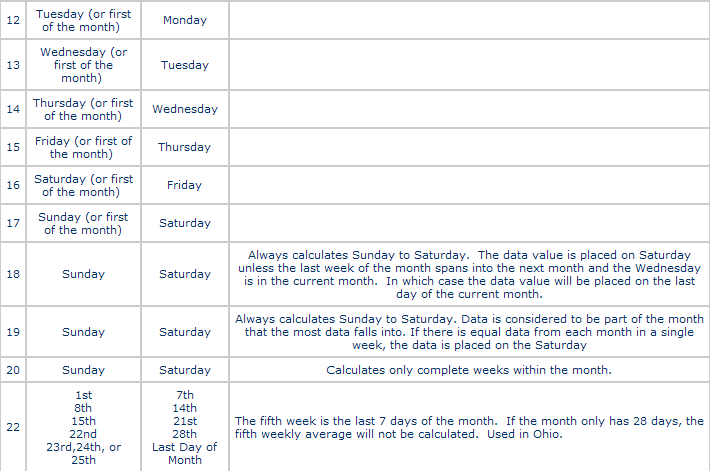 12
Tuesday (or first
of the month)
Monday
13
Wednesday (or
first of the
month)
Tuesday
14
Thursday (or first
of the month)
Wednesday
15
Friday (or first of
the month)
Thursday
16
Saturday (or first
of the month)
Friday
17
Sunday (or first
of the month)
Saturday
18
Sunday
Saturday
Always calculates Sunday to Saturday.  The data value is placed on Saturday
unless the last week of the month spans into the next month and the Wednesday
is in the current month.  In which case the data value will be placed on the last
day of the current month.
19
Sunday
Saturday
Always calculates Sunday to Saturday. Data is considered to be part of the month
that the most data falls into. If there is equal data from each month in a single
week, the data is placed on the Saturday
20
Sunday
Saturday
Calculates only complete weeks within the month.
22
1st
8th
15th
22nd
23rd,24th, or
25th
7th
14th
21st
28th
Last Day of
Month
The fifth week is the last 7 days of the month.  If the month only has 28 days, the
fifth weekly average will not be calculated.  Used in Ohio.